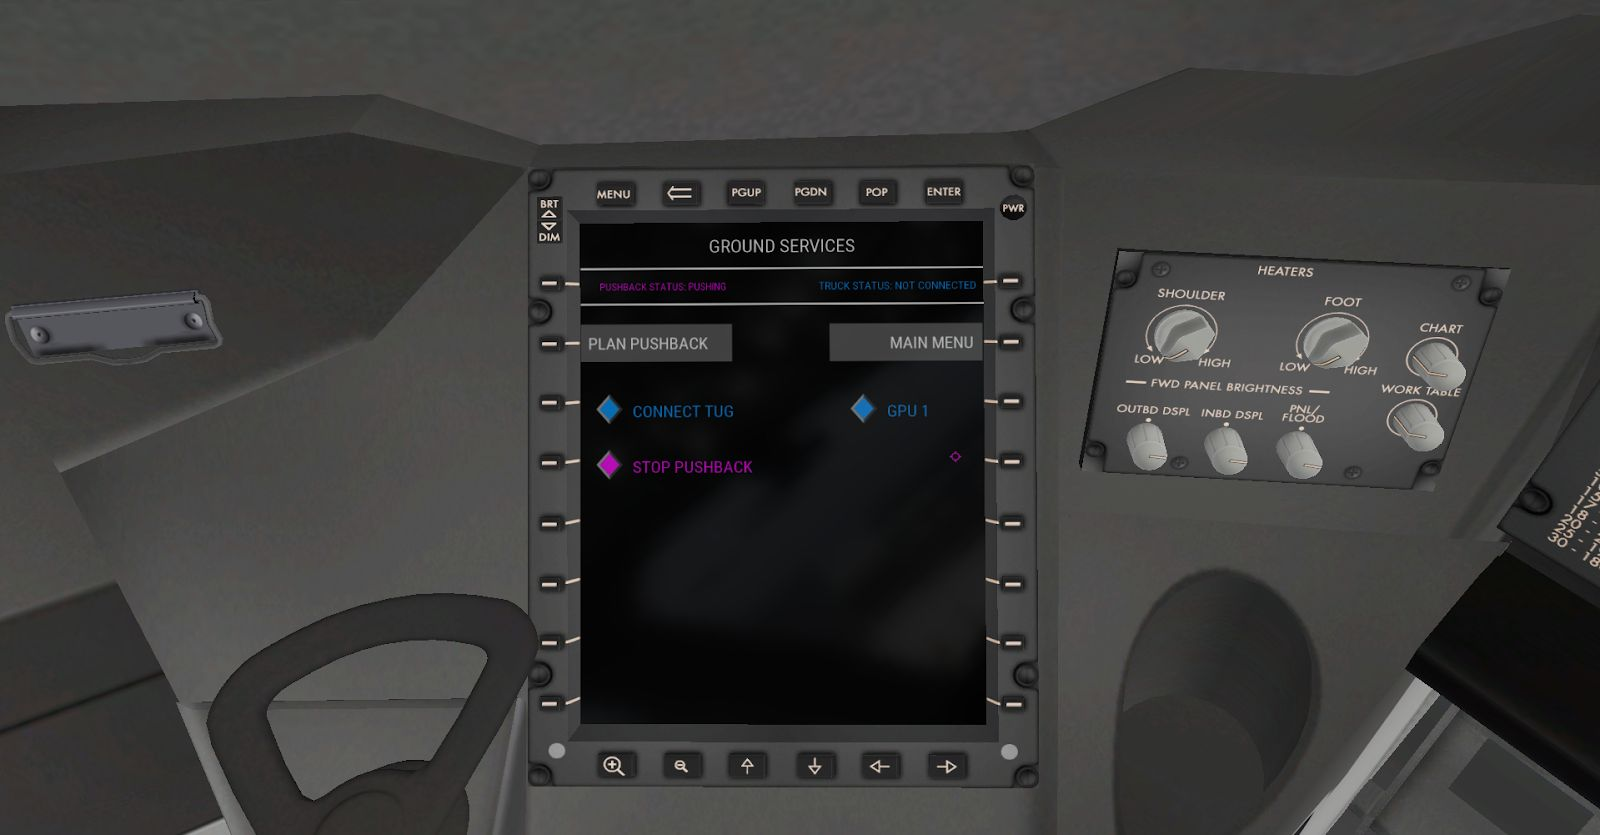 MENU
PGUP
PGDN
POP
ENTER
BRT
DIM
PWR
GROUND SERVICES
PUSHBACK STATUS: PUSHING
TRUCK STATUS: NOT CONNECTED
PLAN PUSHBACK
MAIN MENU
CONNECT TUG
GPU 1
STOP PUSHBACK
HEATERS
SHOULDER
FOOT
CHART
LOW
HIGH
LOW
HIGH
FWD PANEL BRIGHTNESS
WORK TABLE
OUTBD DSPL
INBD DSPL
PNL/
FLOOD